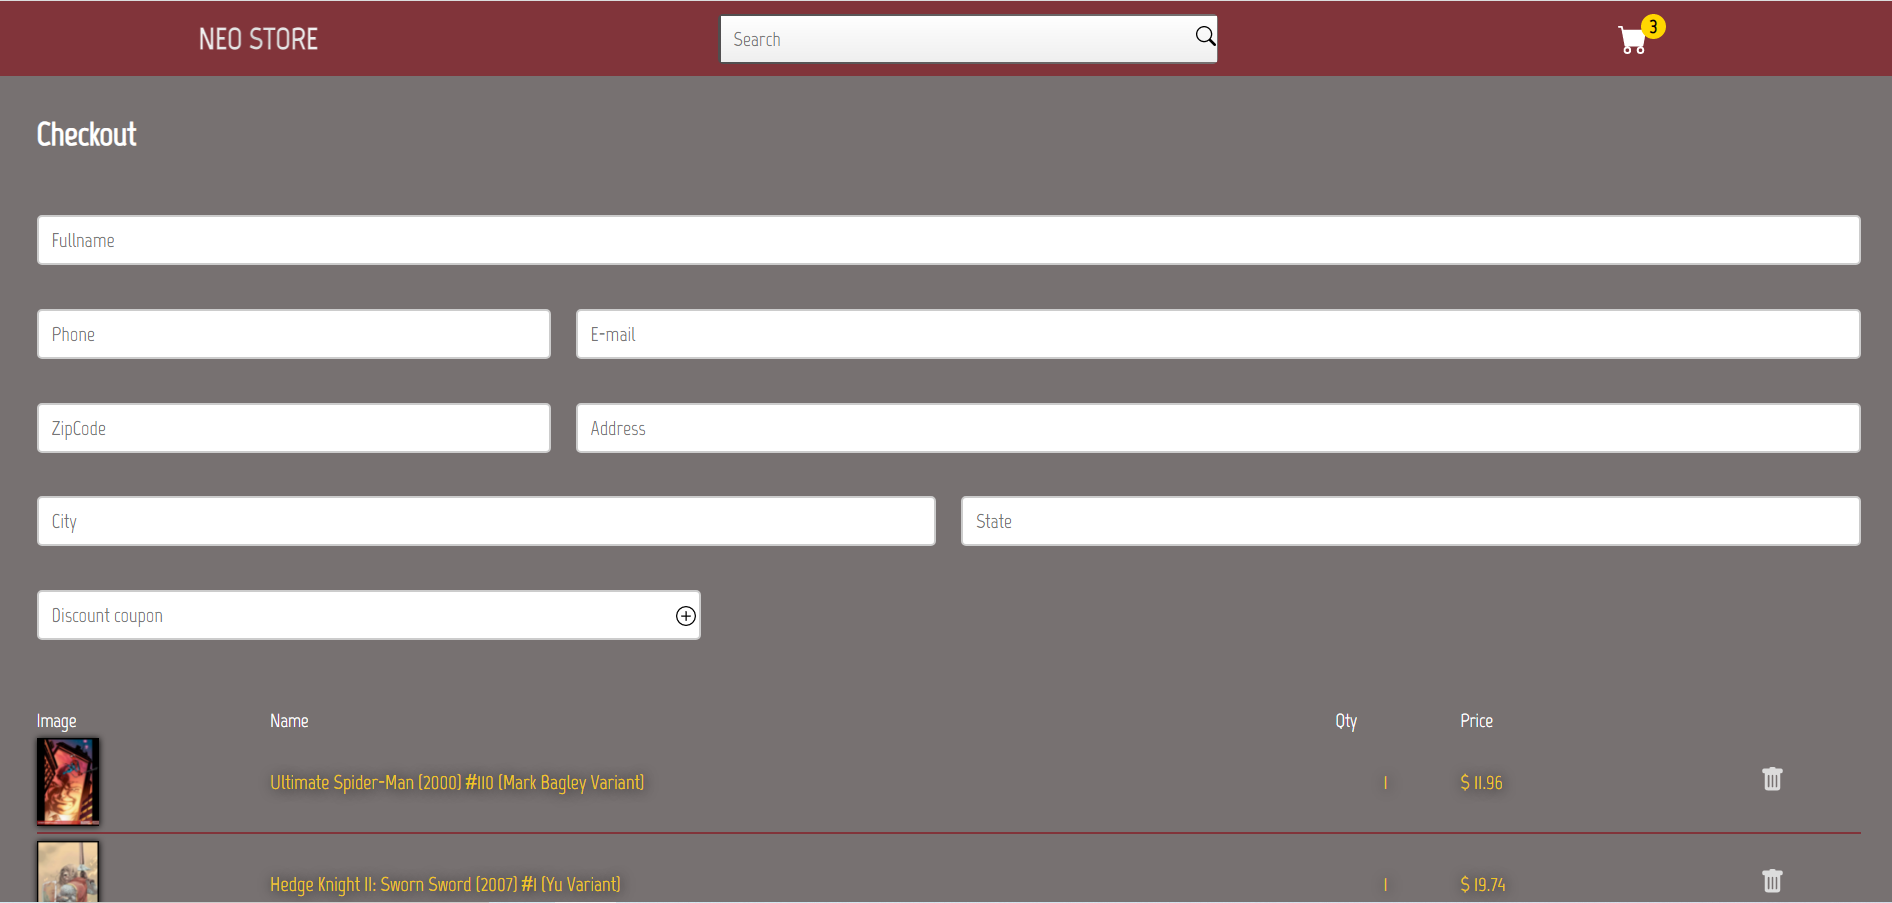 NEO STORE
Search
3
Checkout
Fullname
Phone E-mail
ZipCode Address
City State
Discount coupon
Image Name Qty Price
Ultimate Spider-Man (2000) #110 (Mark Bagley Variant) 1 $ 11.96
Hedge Knight II: Sworn Sword (2007) #1 (Yu Variant) 1 $ 19.74